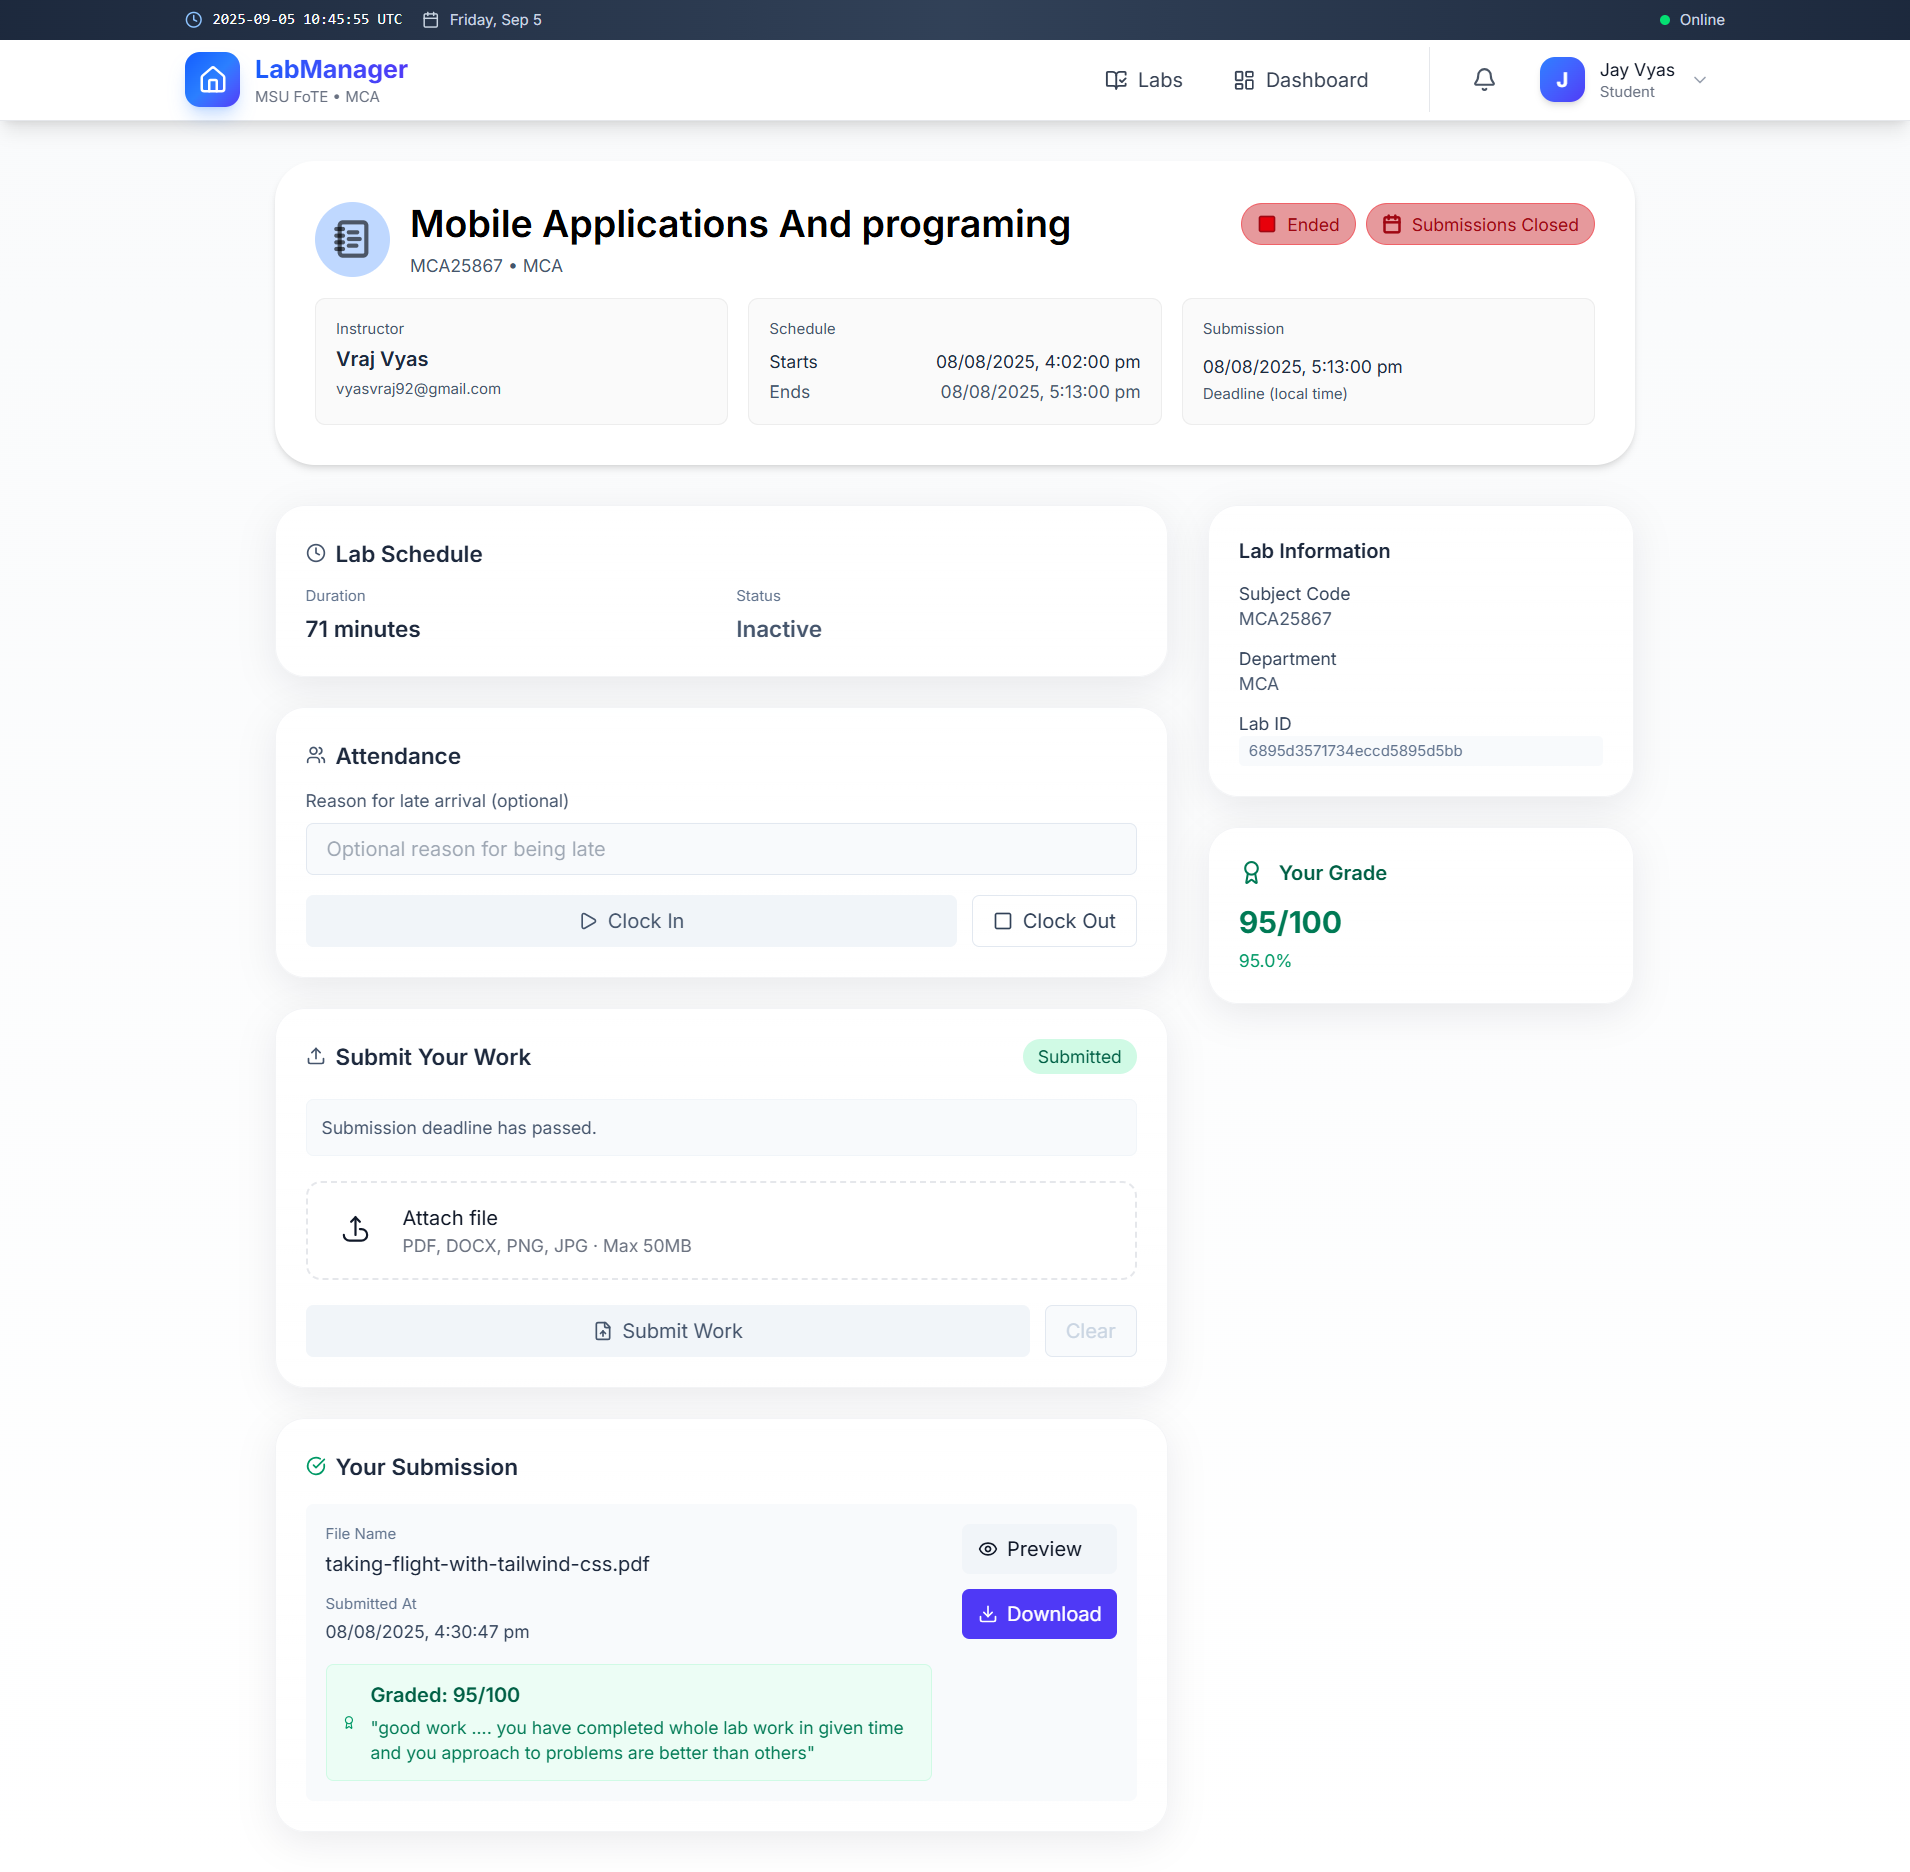 2025-09-05 10:45:55 UTC
Friday, Sep 5
Online
LabManager
MSU FoTE • MCA
Labs
Dashboard
J
Jay Vyas
Student
Mobile Applications And programing
MCA25867 • MCA
Ended
Submissions Closed
Instructor
Vraj Vyas
vyasvraj92@gmail.com
Schedule
Starts 08/08/2025, 4:02:00 pm
Ends 08/08/2025, 5:13:00 pm
Submission
08/08/2025, 5:13:00 pm
Deadline (local time)
Lab Schedule
Duration
71 minutes
Status
Inactive
Attendance
Reason for late arrival (optional)
Optional reason for being late
Clock In
Clock Out
Submit Your Work
Submitted
Submission deadline has passed.
Attach file
PDF, DOCX, PNG, JPG · Max 50MB
Submit Work
Clear
Your Submission
File Name
taking-flight-with-tailwind-css.pdf
Submitted At
08/08/2025, 4:30:47 pm
Preview
Download
Graded: 95/100
"good work .... you have completed whole lab work in given time
and you approach to problems are better than others"
Lab Information
Subject Code
MCA25867
Department
MCA
Lab ID
6895d3571734eccd5895d5bb
Your Grade
95/100
95.0%